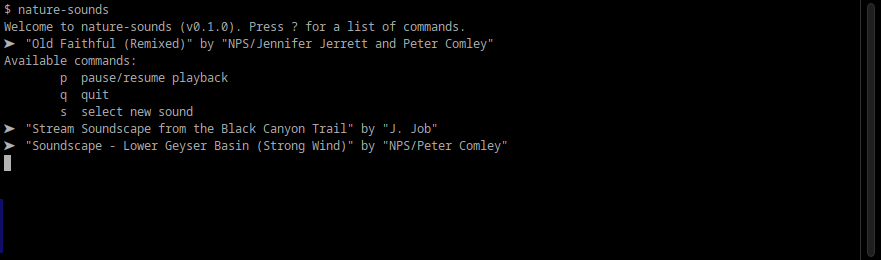 $ nature-sounds
Welcome to nature-sounds (v0.1.0). Press ? for a list of commands.
➤ "Old Faithful (Remixed)" by "NPS/Jennifer Jerrett and Peter Comley"
Available commands:
        p  pause/resume playback
        q  quit
        s  select new sound
➤ "Stream Soundscape from the Black Canyon Trail" by "J. Job"
➤ "Soundscape - Lower Geyser Basin (Strong Wind)" by "NPS/Peter Comley"